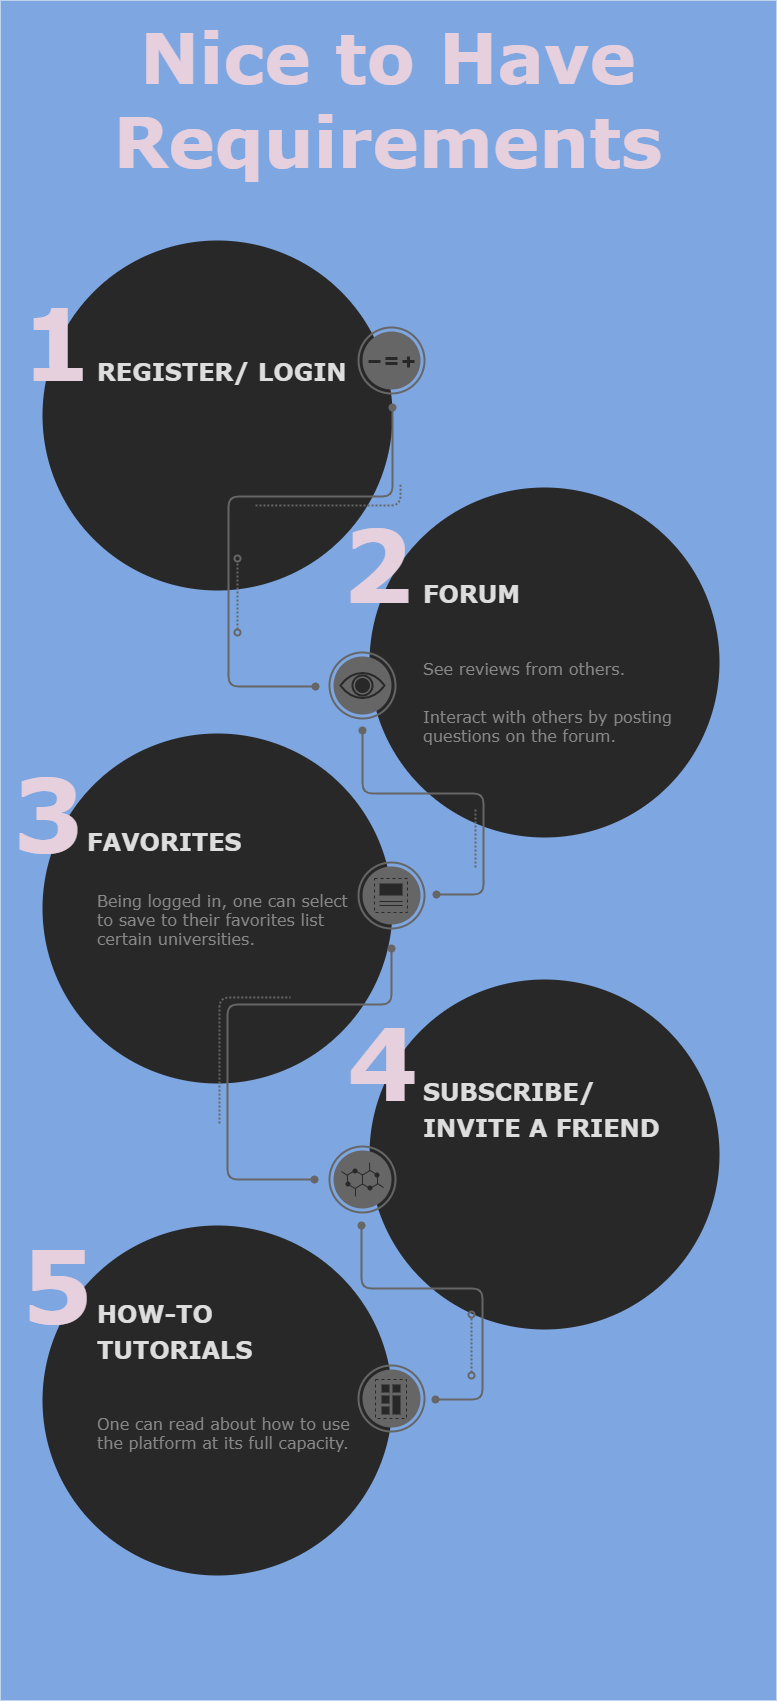 Nice to Have
Requirements
1
REGISTER/ LOGIN
− = +
2
FORUM
See reviews from others.
Interact with others by posting
questions on the forum.
3
FAVORITES
Being logged in, one can select
to save to their favorites list
certain universities.
4
SUBSCRIBE/
INVITE A FRIEND
5
HOW–TO
TUTORIALS
One can read about how to use
the platform at its full capacity.